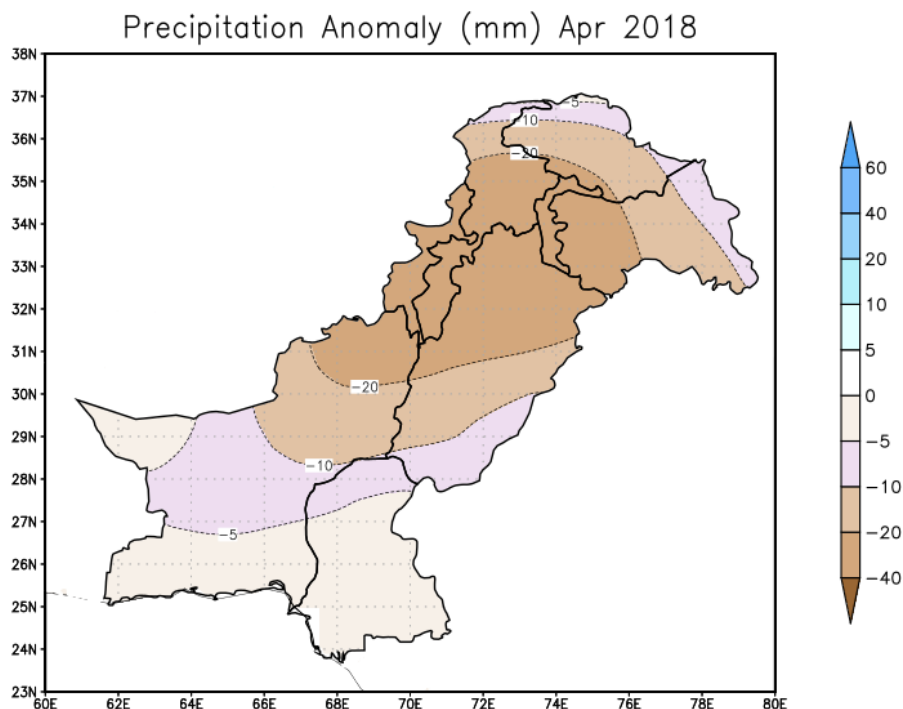 Precipitation Anomaly (mm) Apr 2018
38N
37N
36N
35N
34N
33N
32N
31N
30N
29N
28N
27N
26N
25N
24N
23N
60E 62E 64E 66E 68E 70E 72E 74E 76E 78E 80E
-5
-10
-20
-20
-10
-5
60
40
20
10
5
0
-5
-10
-20
-40